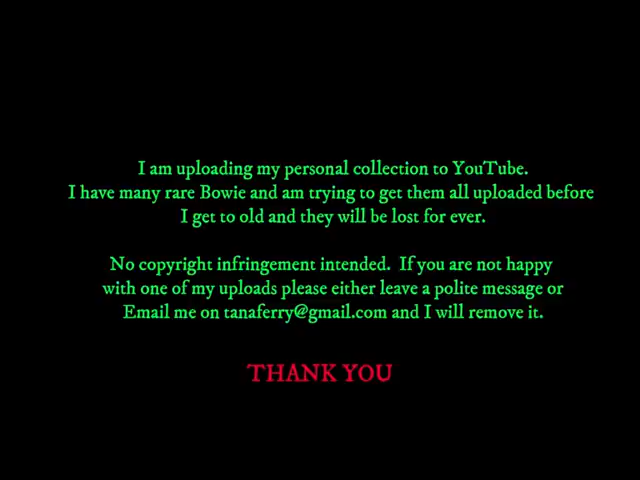 I am uploading my personal collection to YouTube.
I have many rare Bowie and am trying to get them all uploaded before
I get to old and they will be lost for ever.
No copyright infringement intended.  If you are not happy
with one of my uploads please either leave a polite message or
Email me on tanaferry@gmail.com and I will remove it.
THANK YOU